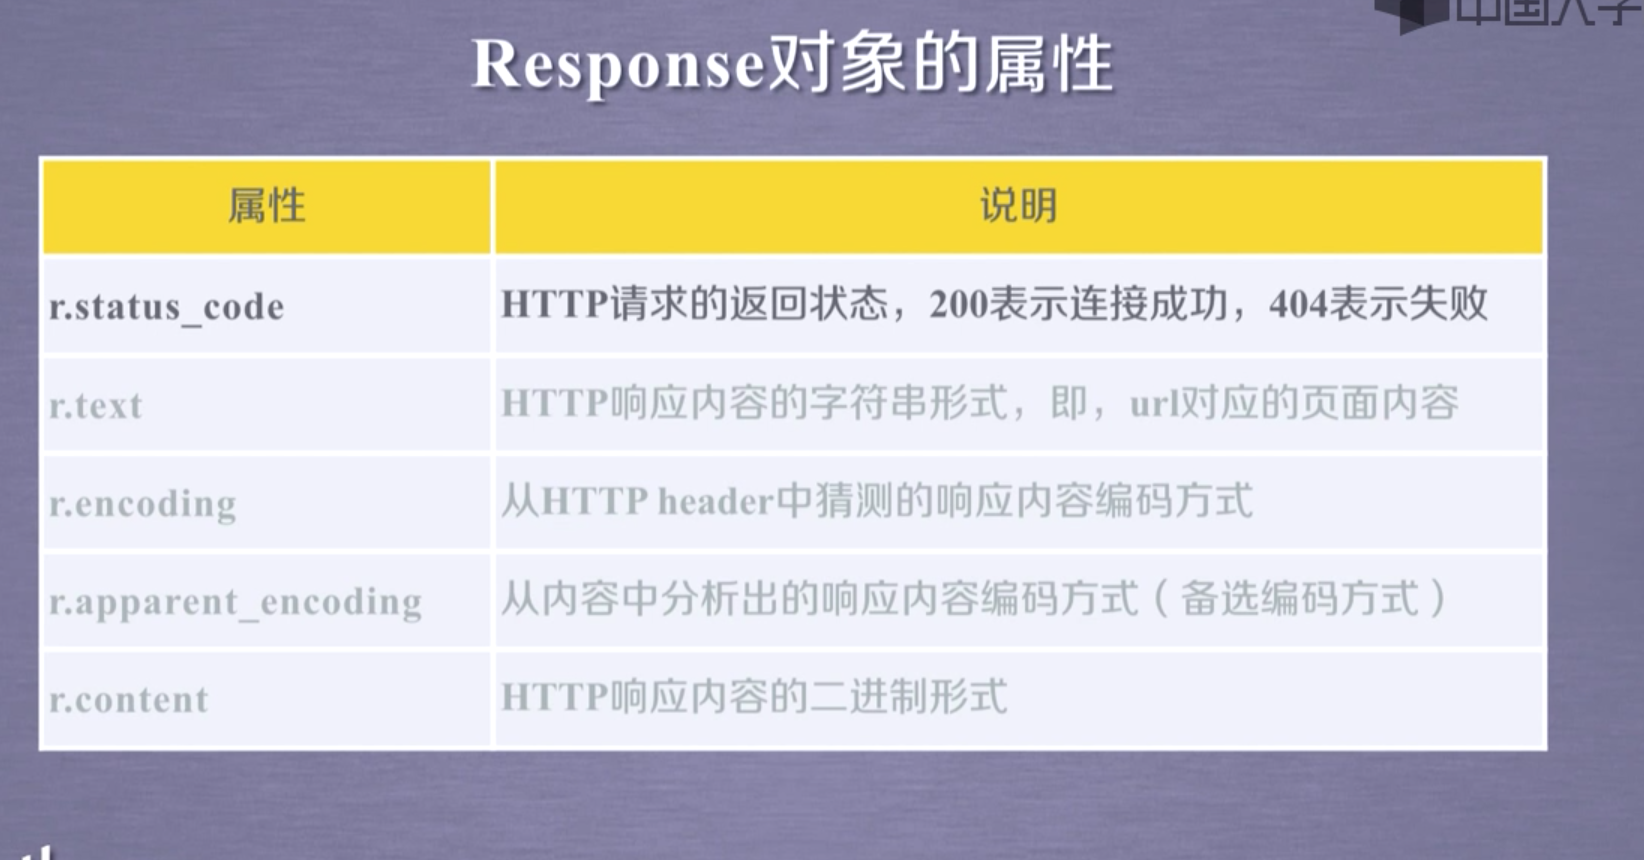 Response对象的属性
属性 说明
r.status_code HTTP请求的返回状态，200表示连接成功，404表示失败
r.text HTTP响应内容的字符串形式，即，url对应的页面内容
r.encoding 从HTTP header中猜测的响应内容编码方式
r.apparent_encoding 从内容中分析出的响应内容编码方式（备选编码方式）
r.content HTTP响应内容的二进制形式